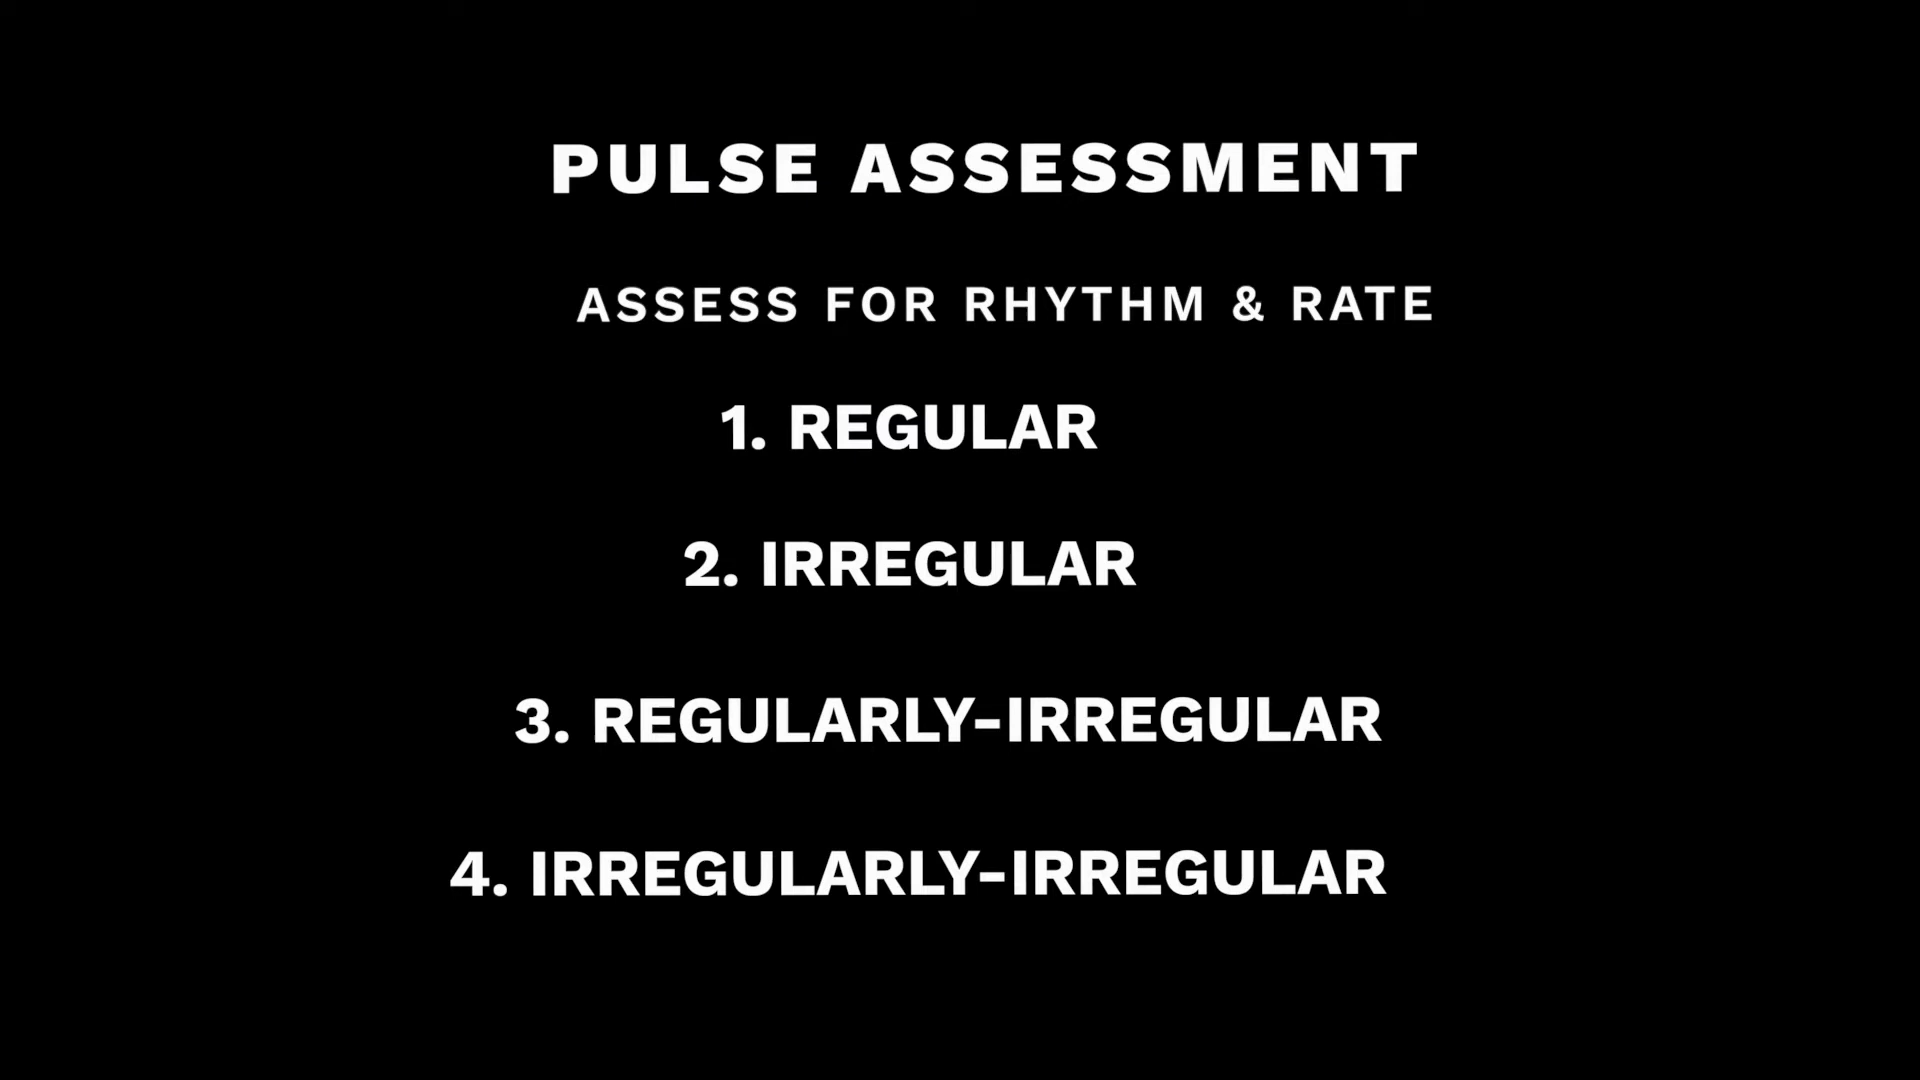 PULSE ASSESSMENT
ASSESS FOR RHYTHM & RATE
1. REGULAR
2. IRREGULAR
3. REGULARLY-IRREGULAR
4. IRREGULARLY-IRREGULAR